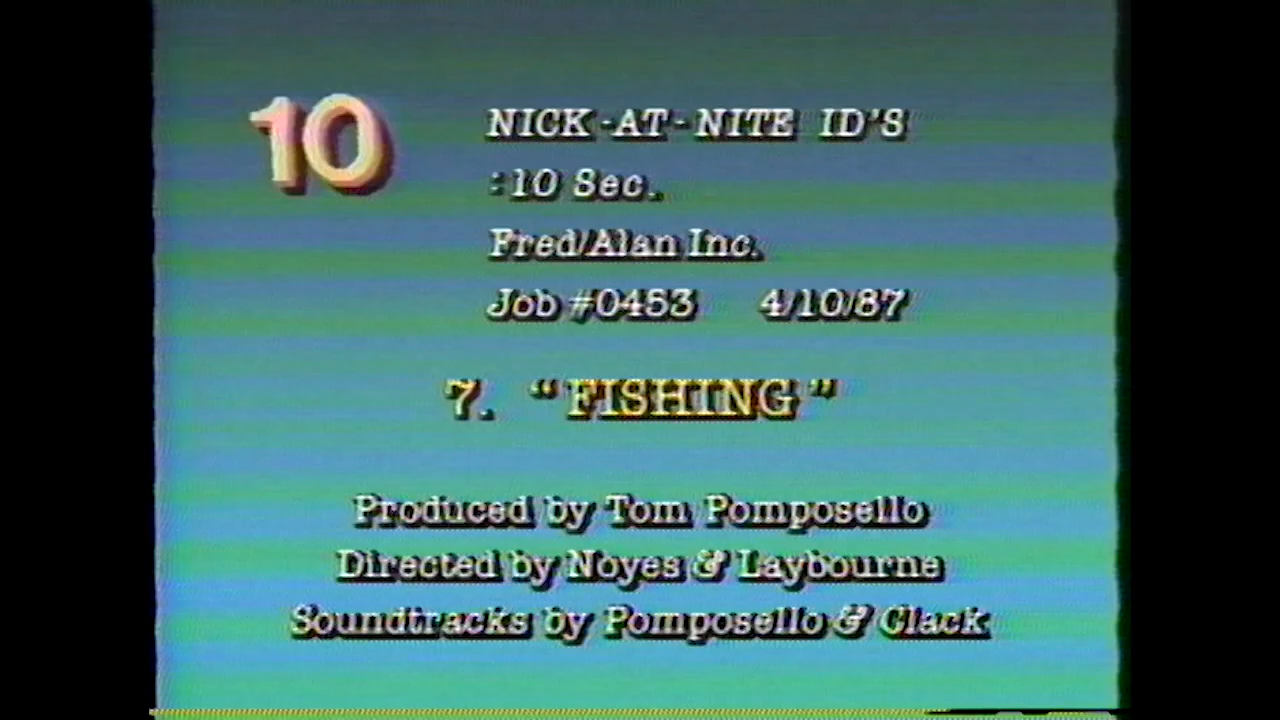 10
NICK-AT-NITE ID'S
:10 Sec.
Fred/Alan Inc.
Job #0453 4/10/87
7. "FISHING"
Produced by Tom Pomposello
Directed by Noyes & Laybourne
Soundtracks by Pomposello & Clack